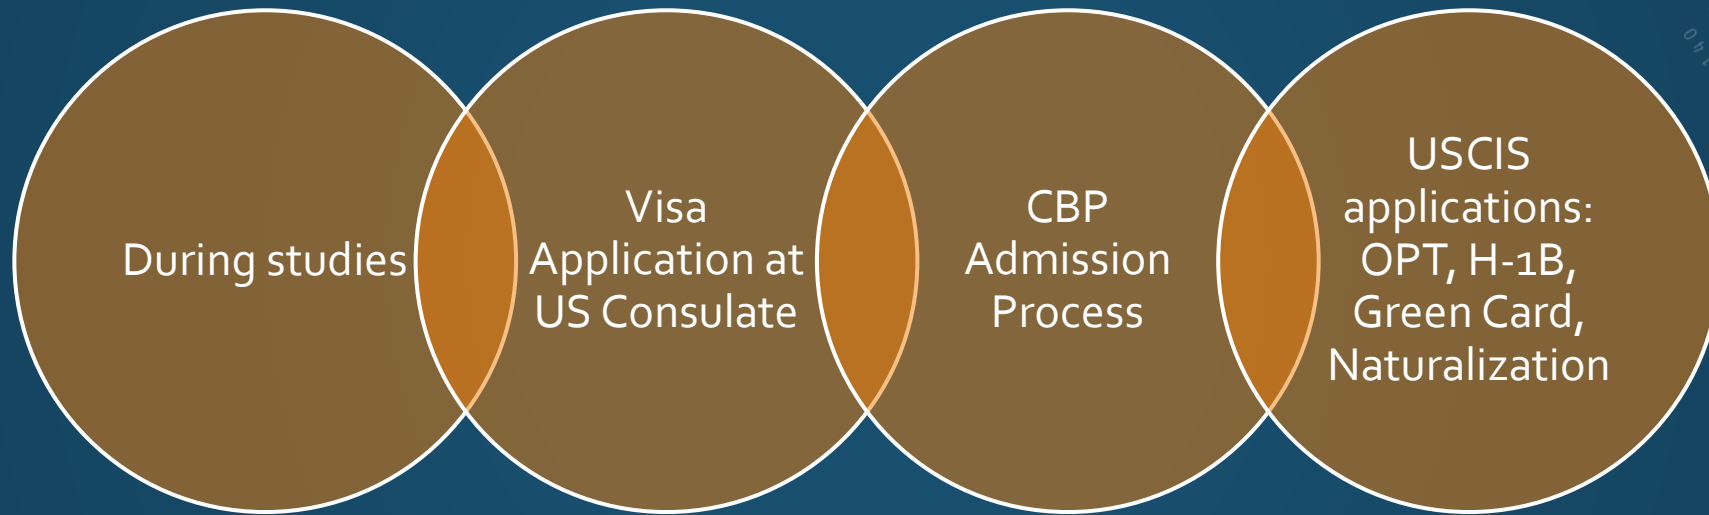 During studies
Visa
Application at
US Consulate
CBP
Admission
Process
USCIS
applications:
OPT, H-1B,
Green Card,
Naturalization